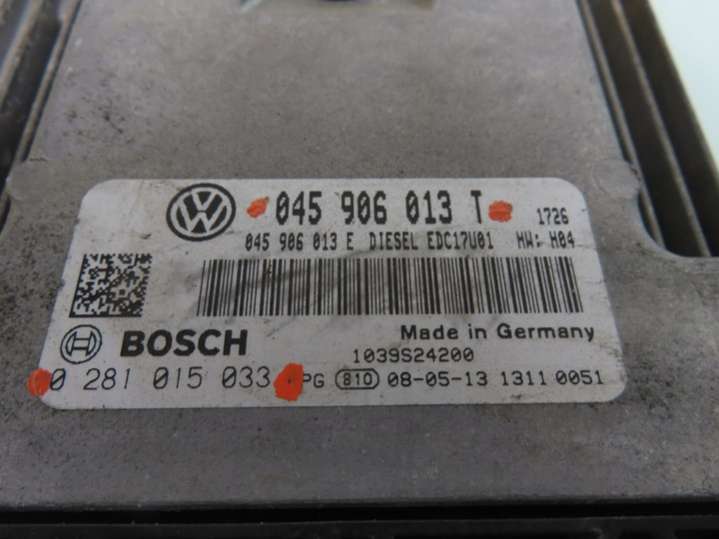 045 906 013 T 1726
045 906 013 E DIESEL EDC17U01 HW: H04
BOSCH Made in Germany
1039S24200
0 281 015 033 PG 810 08-05-13 1311 0051